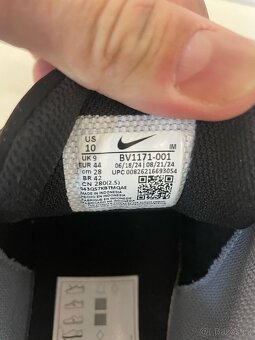 US
10
UK 9
EUR 44
cm 28
BR 42
CN 280(2.5)
BV1171-001
06/18/24 | 08/21/24
UPC 00826216693054
IM